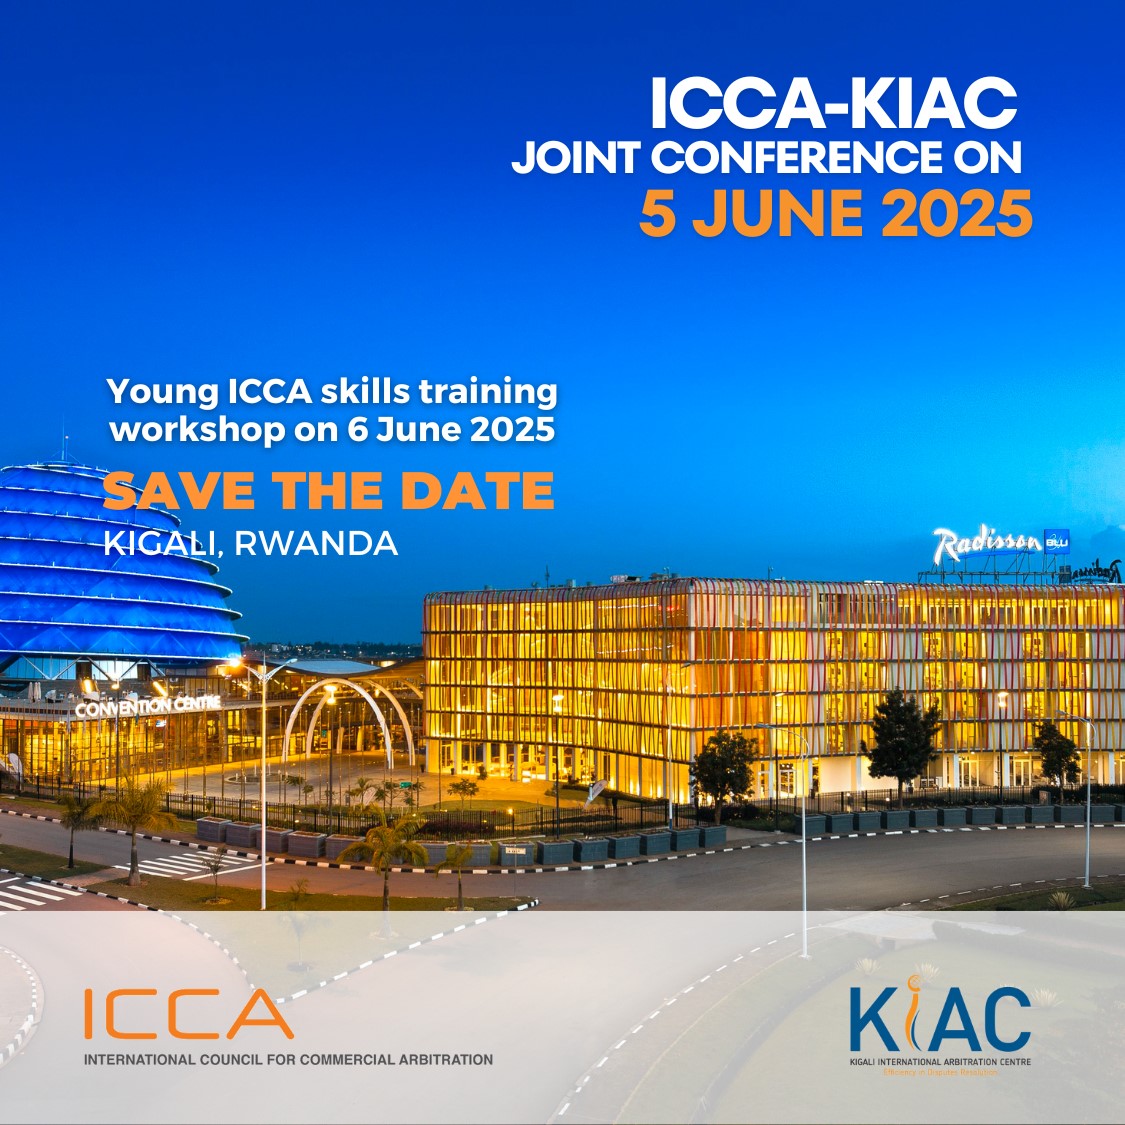 ICCA-KIAC
JOINT CONFERENCE ON
5 JUNE 2025
Young ICCA skills training
workshop on 6 June 2025
SAVE THE DATE
KIGALI, RWANDA
Radisson BLU
CONVENTION CENTRE
ICCA
INTERNATIONAL COUNCIL FOR COMMERCIAL ARBITRATION
KIAC
KIGALI INTERNATIONAL ARBITRATION CENTRE
Efficiency in Disputes Resolution